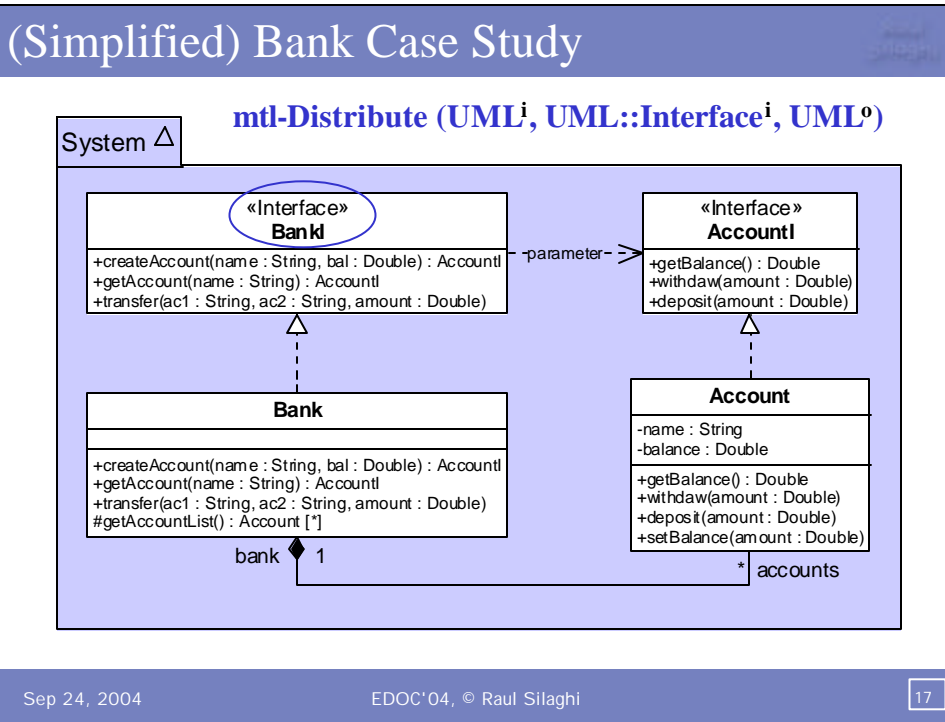 (Simplified) Bank Case Study
Raul
Silaghi
mtl-Distribute (UMLⁱ, UML::Interfaceⁱ, UMLᵒ)
System
«Interface»
BankI
+createAccount(name : String, bal : Double) : AccountI
+getAccount(name : String) : AccountI
+transfer(ac1 : String, ac2 : String, amount : Double)
parameter
«Interface»
AccountI
+getBalance() : Double
+withdaw(amount : Double)
+deposit(amount : Double)
Bank
+createAccount(name : String, bal : Double) : AccountI
+getAccount(name : String) : AccountI
+transfer(ac1 : String, ac2 : String, amount : Double)
#getAccountList() : Account [*]
Account
-name : String
-balance : Double
+getBalance() : Double
+withdaw(amount : Double)
+deposit(amount : Double)
+setBalance(amount : Double)
bank 1
* accounts
Sep 24, 2004
EDOC'04, © Raul Silaghi
17